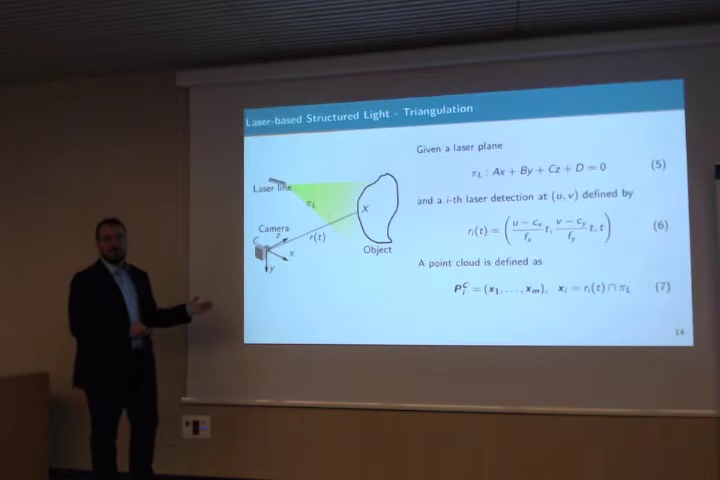 Laser-based Structured Light - Triangulation
Given a laser plane
π_L : Ax + By + Cz + D = 0 (5)
and a i-th laser detection at (u, v) defined by
r_i(t) = ( (u − c_x)/f_x t, (v − c_y)/f_y t, t ) (6)
A point cloud is defined as
P_i^C = (x_1, . . . , x_m), x_i = r_i(t) ∩ π_L (7)
Laser line
π_L
X
Camera
C
z
r(t)
x
y
Object
14